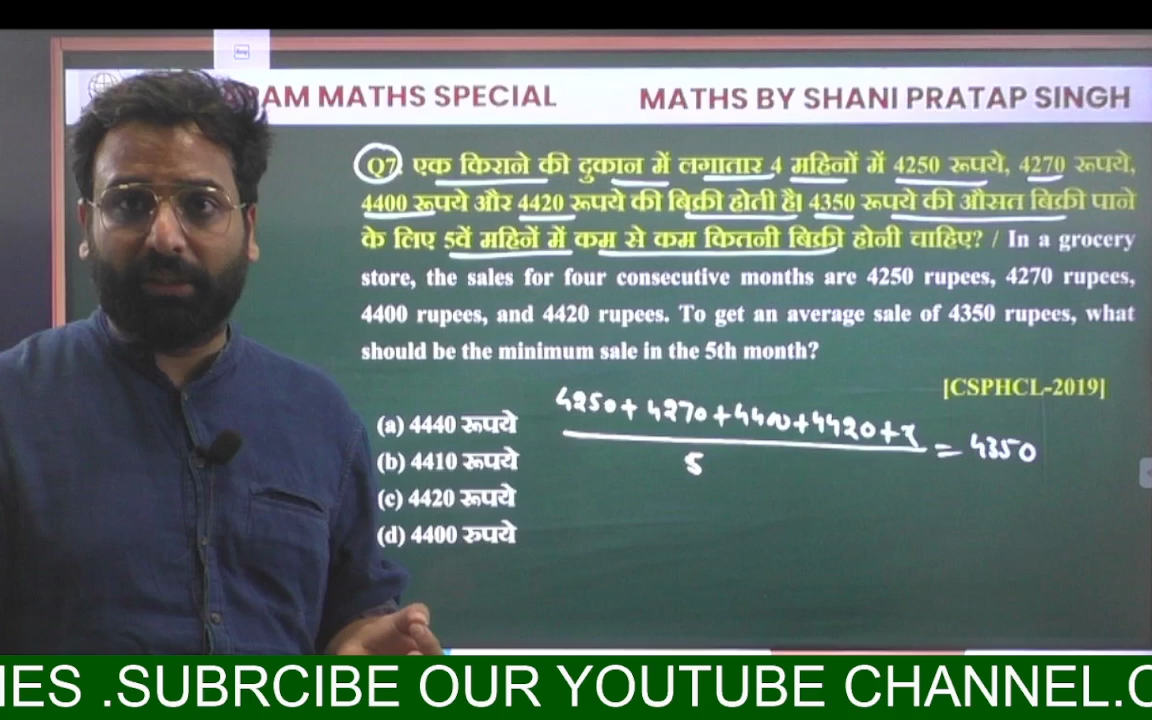 RAM MATHS SPECIAL MATHS BY SHANI PRATAP SINGH
Q7. एक किराने की दुकान में लगातार 4 महिनों में 4250 रूपये, 4270 रूपये,
4400 रूपये और 4420 रूपये की बिक्री होती है। 4350 रूपये की औसत बिक्री पाने
के लिए 5वें महिनें में कम से कम कितनी बिक्री होनी चाहिए? / In a grocery
store, the sales for four consecutive months are 4250 rupees, 4270 rupees,
4400 rupees, and 4420 rupees. To get an average sale of 4350 rupees, what
should be the minimum sale in the 5th month?
[CSPHCL-2019]
4250+4270+4400+4420+x
5
= 4350
(a) 4440 रूपये
(b) 4410 रूपये
(c) 4420 रूपये
(d) 4400 रुपये
.SUBRCIBE OUR YOUTUBE CHANNEL.